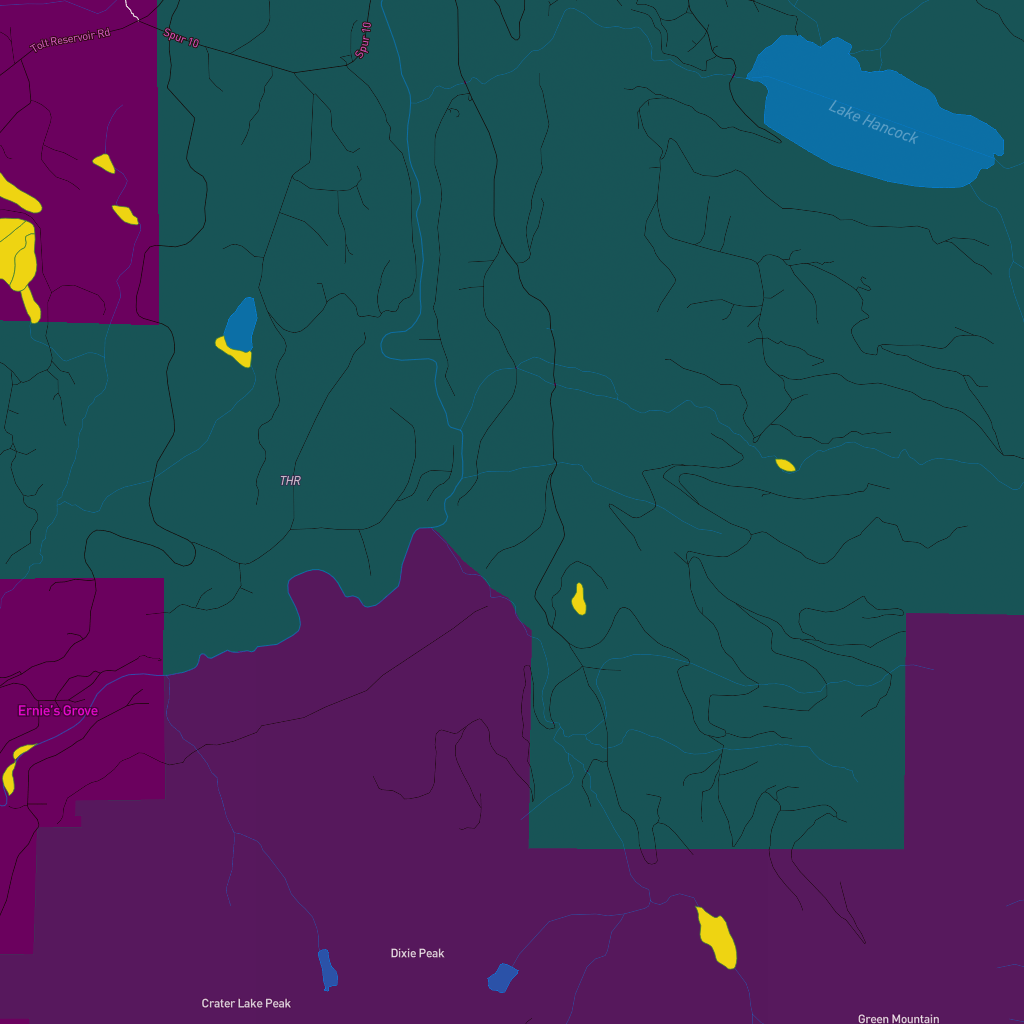 Tolt Reservoir Rd
Spur 10
Spur 10
Lake Hancock
THR
Ernie's Grove
Dixie Peak
Crater Lake Peak
Green Mountain